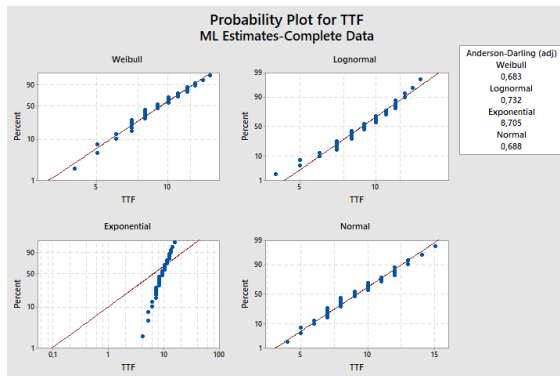 Probability Plot for TTF
ML Estimates-Complete Data
Weibull
Lognormal
Percent
90
50
10
1
5
10
TTF
Percent
99
90
50
10
1
5
10
TTF
Anderson-Darling (adj)
Weibull
0,683
Lognormal
0,732
Exponential
8,705
Normal
0,688
Exponential
Normal
Percent
90
50
10
1
0,1
1
10
100
TTF
Percent
99
90
50
10
1
5
10
15
TTF